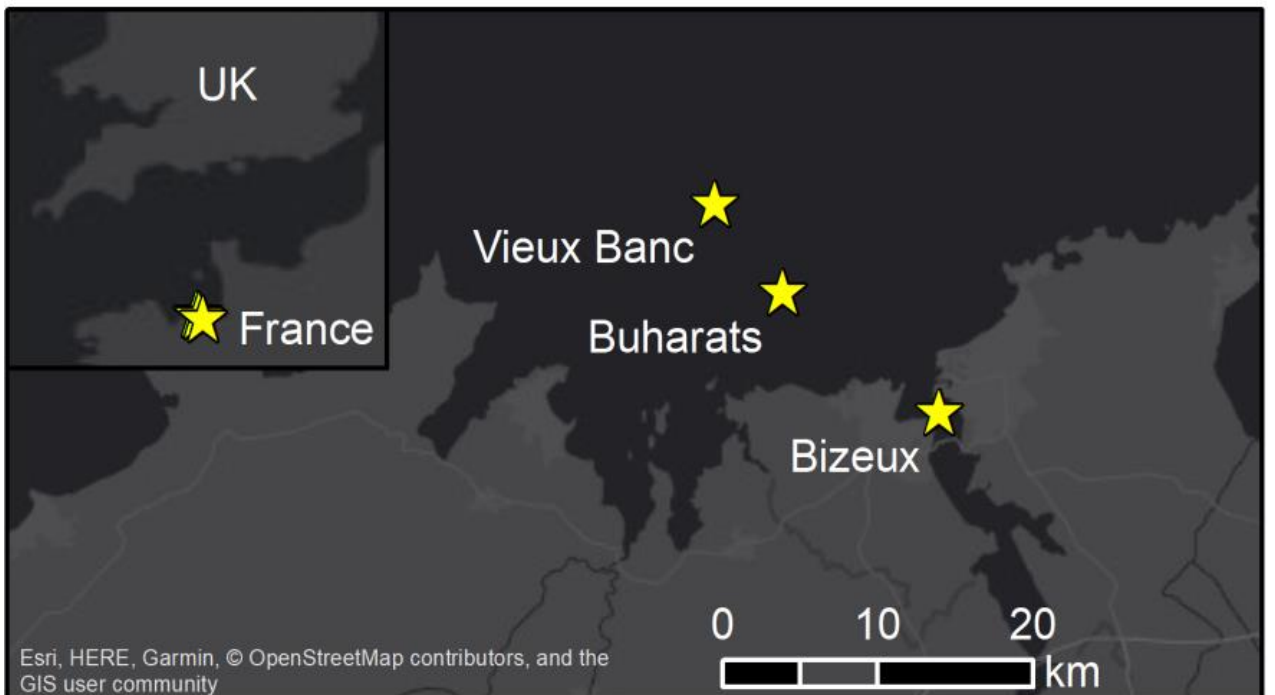 UK
France
Vieux Banc
Buharats
Bizeux
0 10 20
km
Esri, HERE, Garmin, © OpenStreetMap contributors, and the
GIS user community